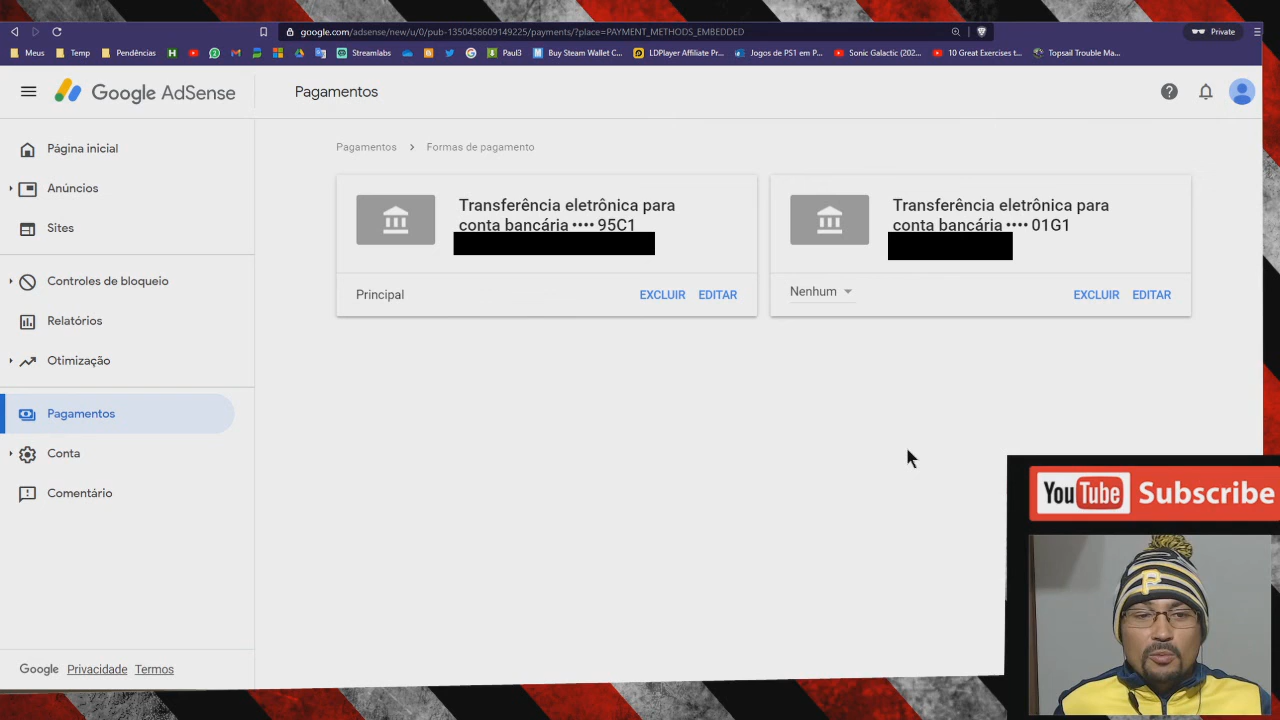 google.com/adsense/new/u/0/pub-1350458609149225/payments/?place=PAYMENT_METHODS_EMBEDDED
Private
Meus
Temp
Pendências
Streamlabs
Paul3
Buy Steam Wallet C...
LDPlayer Affiliate Pr...
Jogos de PS1 em P...
Sonic Galactic (202...
10 Great Exercises t...
Topsail Trouble Ma...
Google AdSense
Pagamentos
Página inicial
Anúncios
Sites
Controles de bloqueio
Relatórios
Otimização
Pagamentos
Conta
Comentário
Google Privacidade Termos
Pagamentos > Formas de pagamento
Transferência eletrônica para
conta bancária •••• 95C1
Principal
EXCLUIR EDITAR
Transferência eletrônica para
conta bancária •••• 01G1
Nenhum
EXCLUIR EDITAR
YouTube Subscribe
P